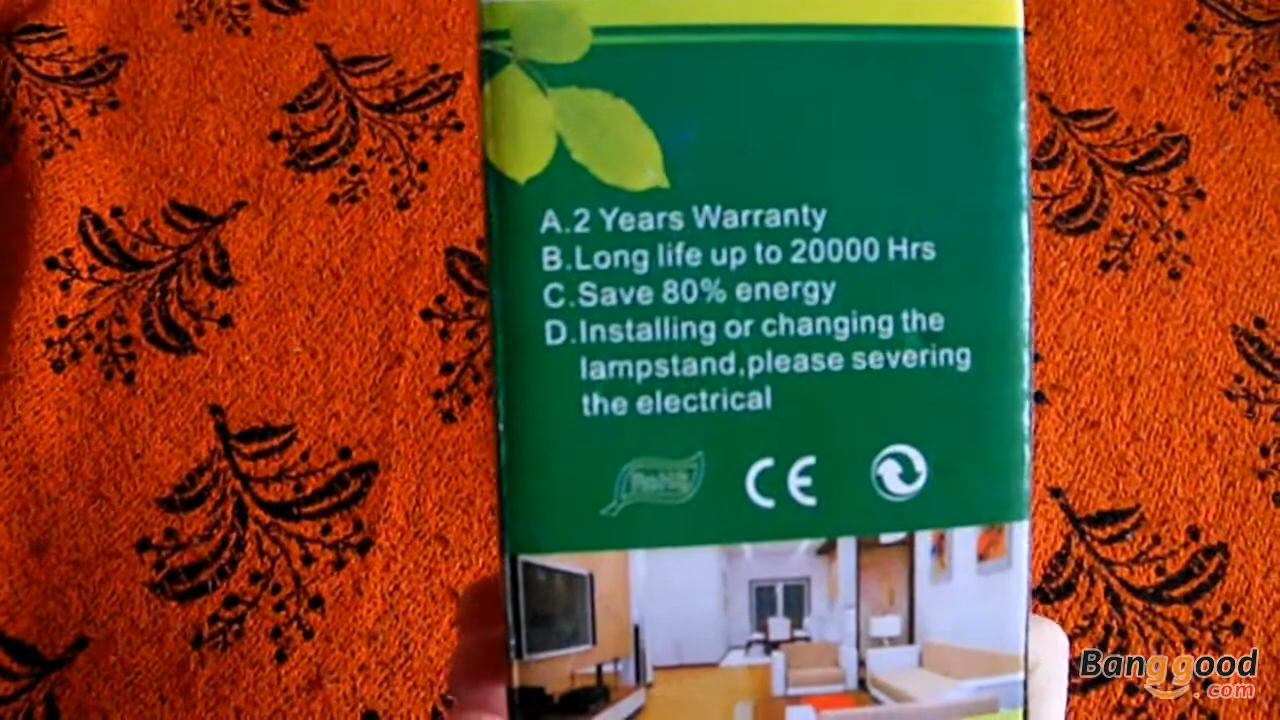 A.2 Years Warranty
B.Long life up to 20000 Hrs
C.Save 80% energy
D.Installing or changing the
lampstand,please severing
the electrical
RoHS
CE
Banggood
.com